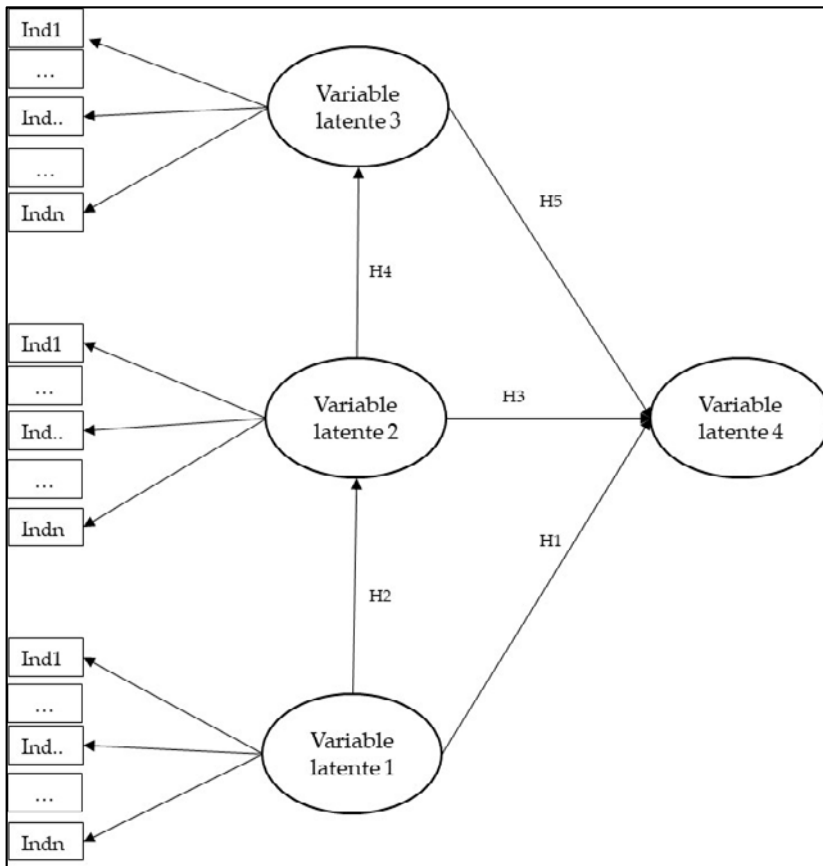 Ind1
...
Ind..
...
Indn
Variable
latente 3
H5
H4
Ind1
...
Ind..
...
Indn
Variable
latente 2
H3
Variable
latente 4
H2
H1
Ind1
...
Ind..
...
Indn
Variable
latente 1